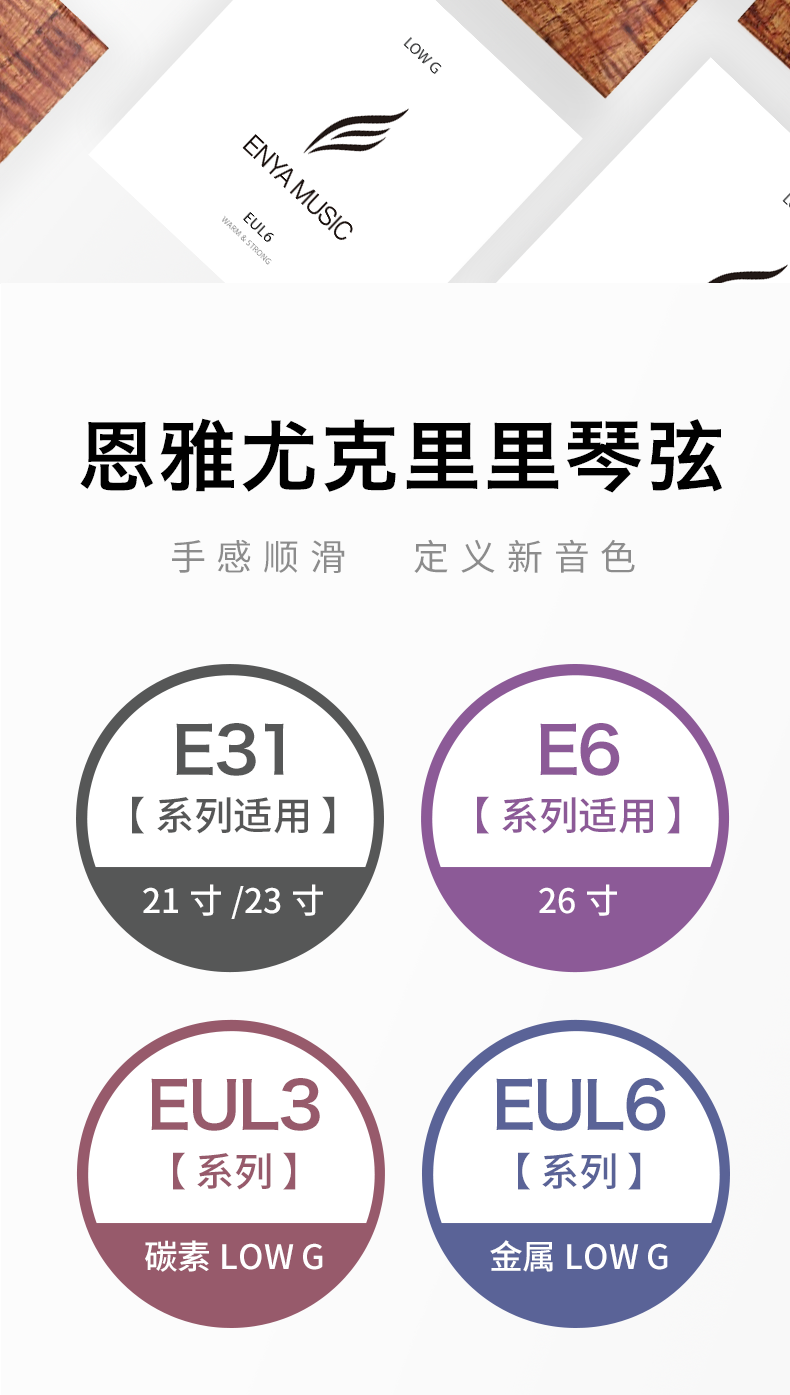 LOW G
ENYA MUSIC
EUL6
WARM & STRONG
恩雅尤克里里琴弦
手感顺滑 定义新音色
E31
【系列适用】
21 寸 /23 寸
E6
【系列适用】
26 寸
EUL3
【系列】
碳素 LOW G
EUL6
【系列】
金属 LOW G